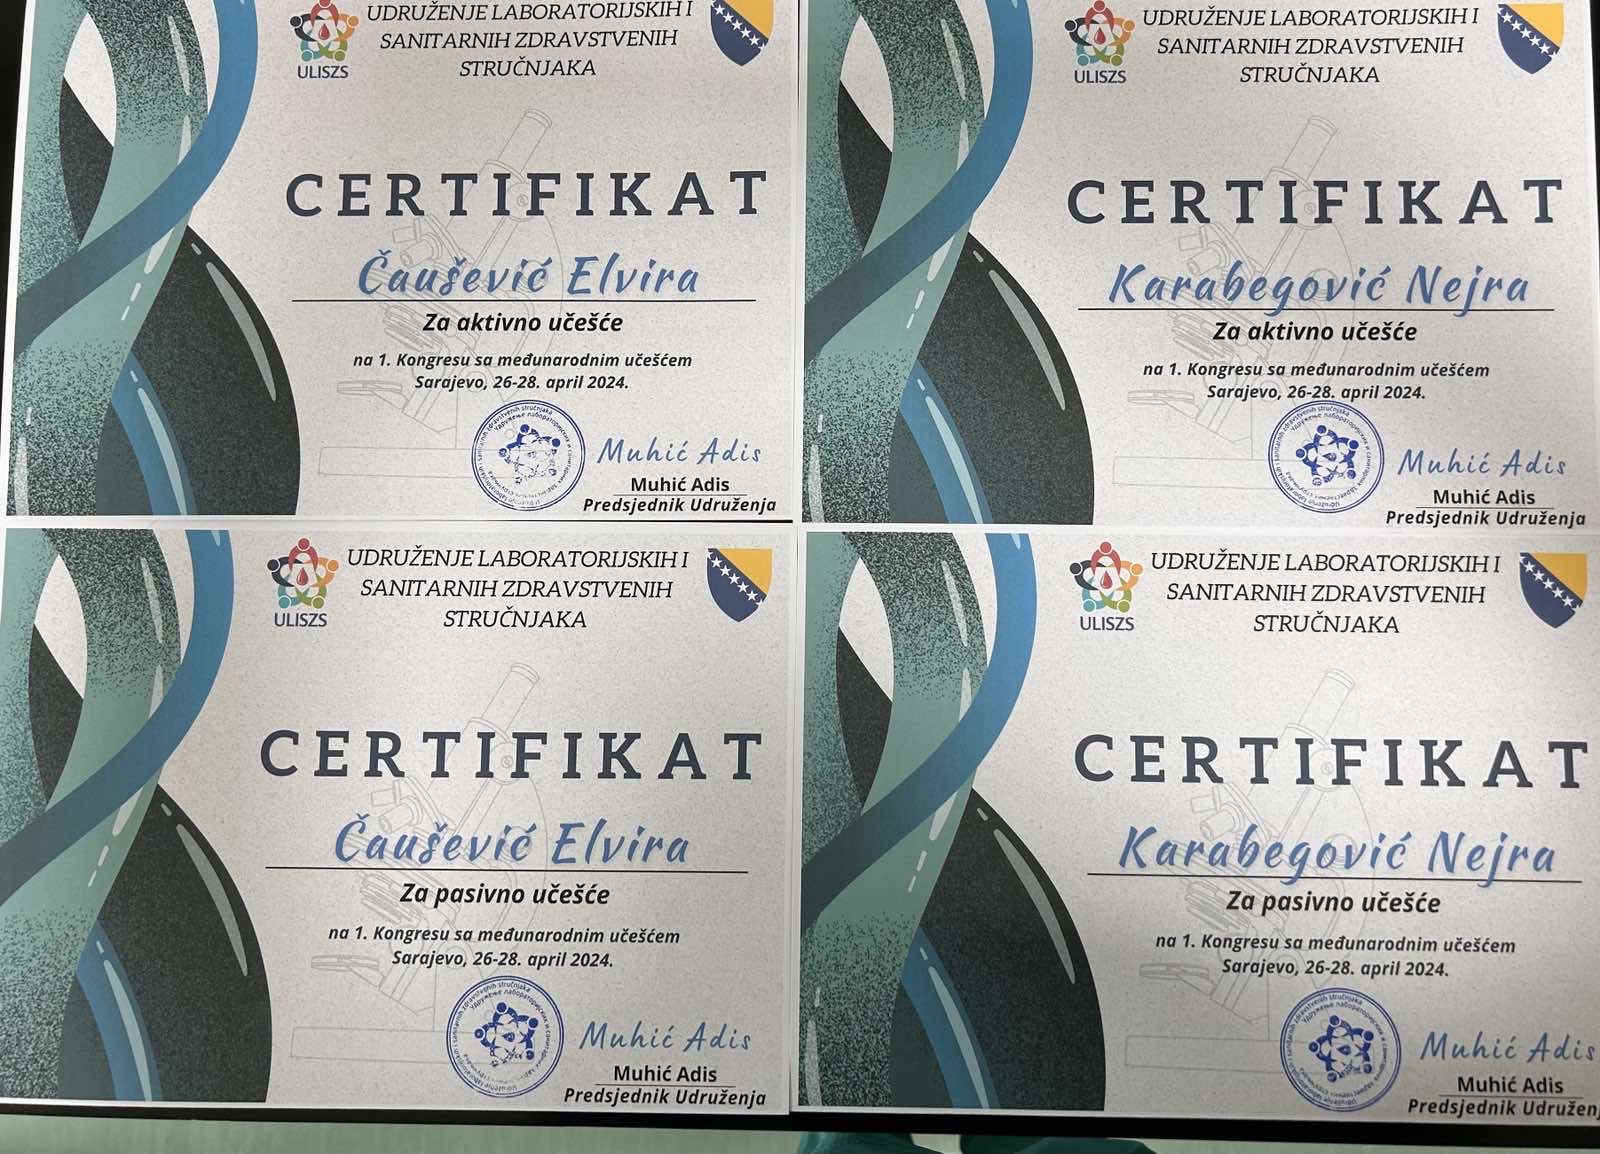 ULISZS
UDRUŽENJE LABORATORIJSKIH I
SANITARNIH ZDRAVSTVENIH
STRUČNJAKA
CERTIFIKAT
Čaušević Elvira
Za aktivno učešće
na 1. Kongresu sa međunarodnim učešćem
Sarajevo, 26-28. april 2024.
Muhić Adis
Muhić Adis
Predsjednik Udruženja
ULISZS
UDRUŽENJE LABORATORIJSKIH I
SANITARNIH ZDRAVSTVENIH
STRUČNJAKA
CERTIFIKAT
Karabegović Nejra
Za aktivno učešće
na 1. Kongresu sa međunarodnim učešćem
Sarajevo, 26-28. april 2024.
Muhić Adis
Muhić Adis
Predsjednik Udruženja
ULISZS
UDRUŽENJE LABORATORIJSKIH I
SANITARNIH ZDRAVSTVENIH
STRUČNJAKA
CERTIFIKAT
Čaušević Elvira
Za pasivno učešće
na 1. Kongresu sa međunarodnim učešćem
Sarajevo, 26-28. april 2024.
Muhić Adis
Muhić Adis
Predsjednik Udruženja
ULISZS
UDRUŽENJE LABORATORIJSKIH I
SANITARNIH ZDRAVSTVENIH
STRUČNJAKA
CERTIFIKAT
Karabegović Nejra
Za pasivno učešće
na 1. Kongresu sa međunarodnim učešćem
Sarajevo, 26-28. april 2024.
Muhić Adis
Muhić Adis
Predsjednik Udruženj